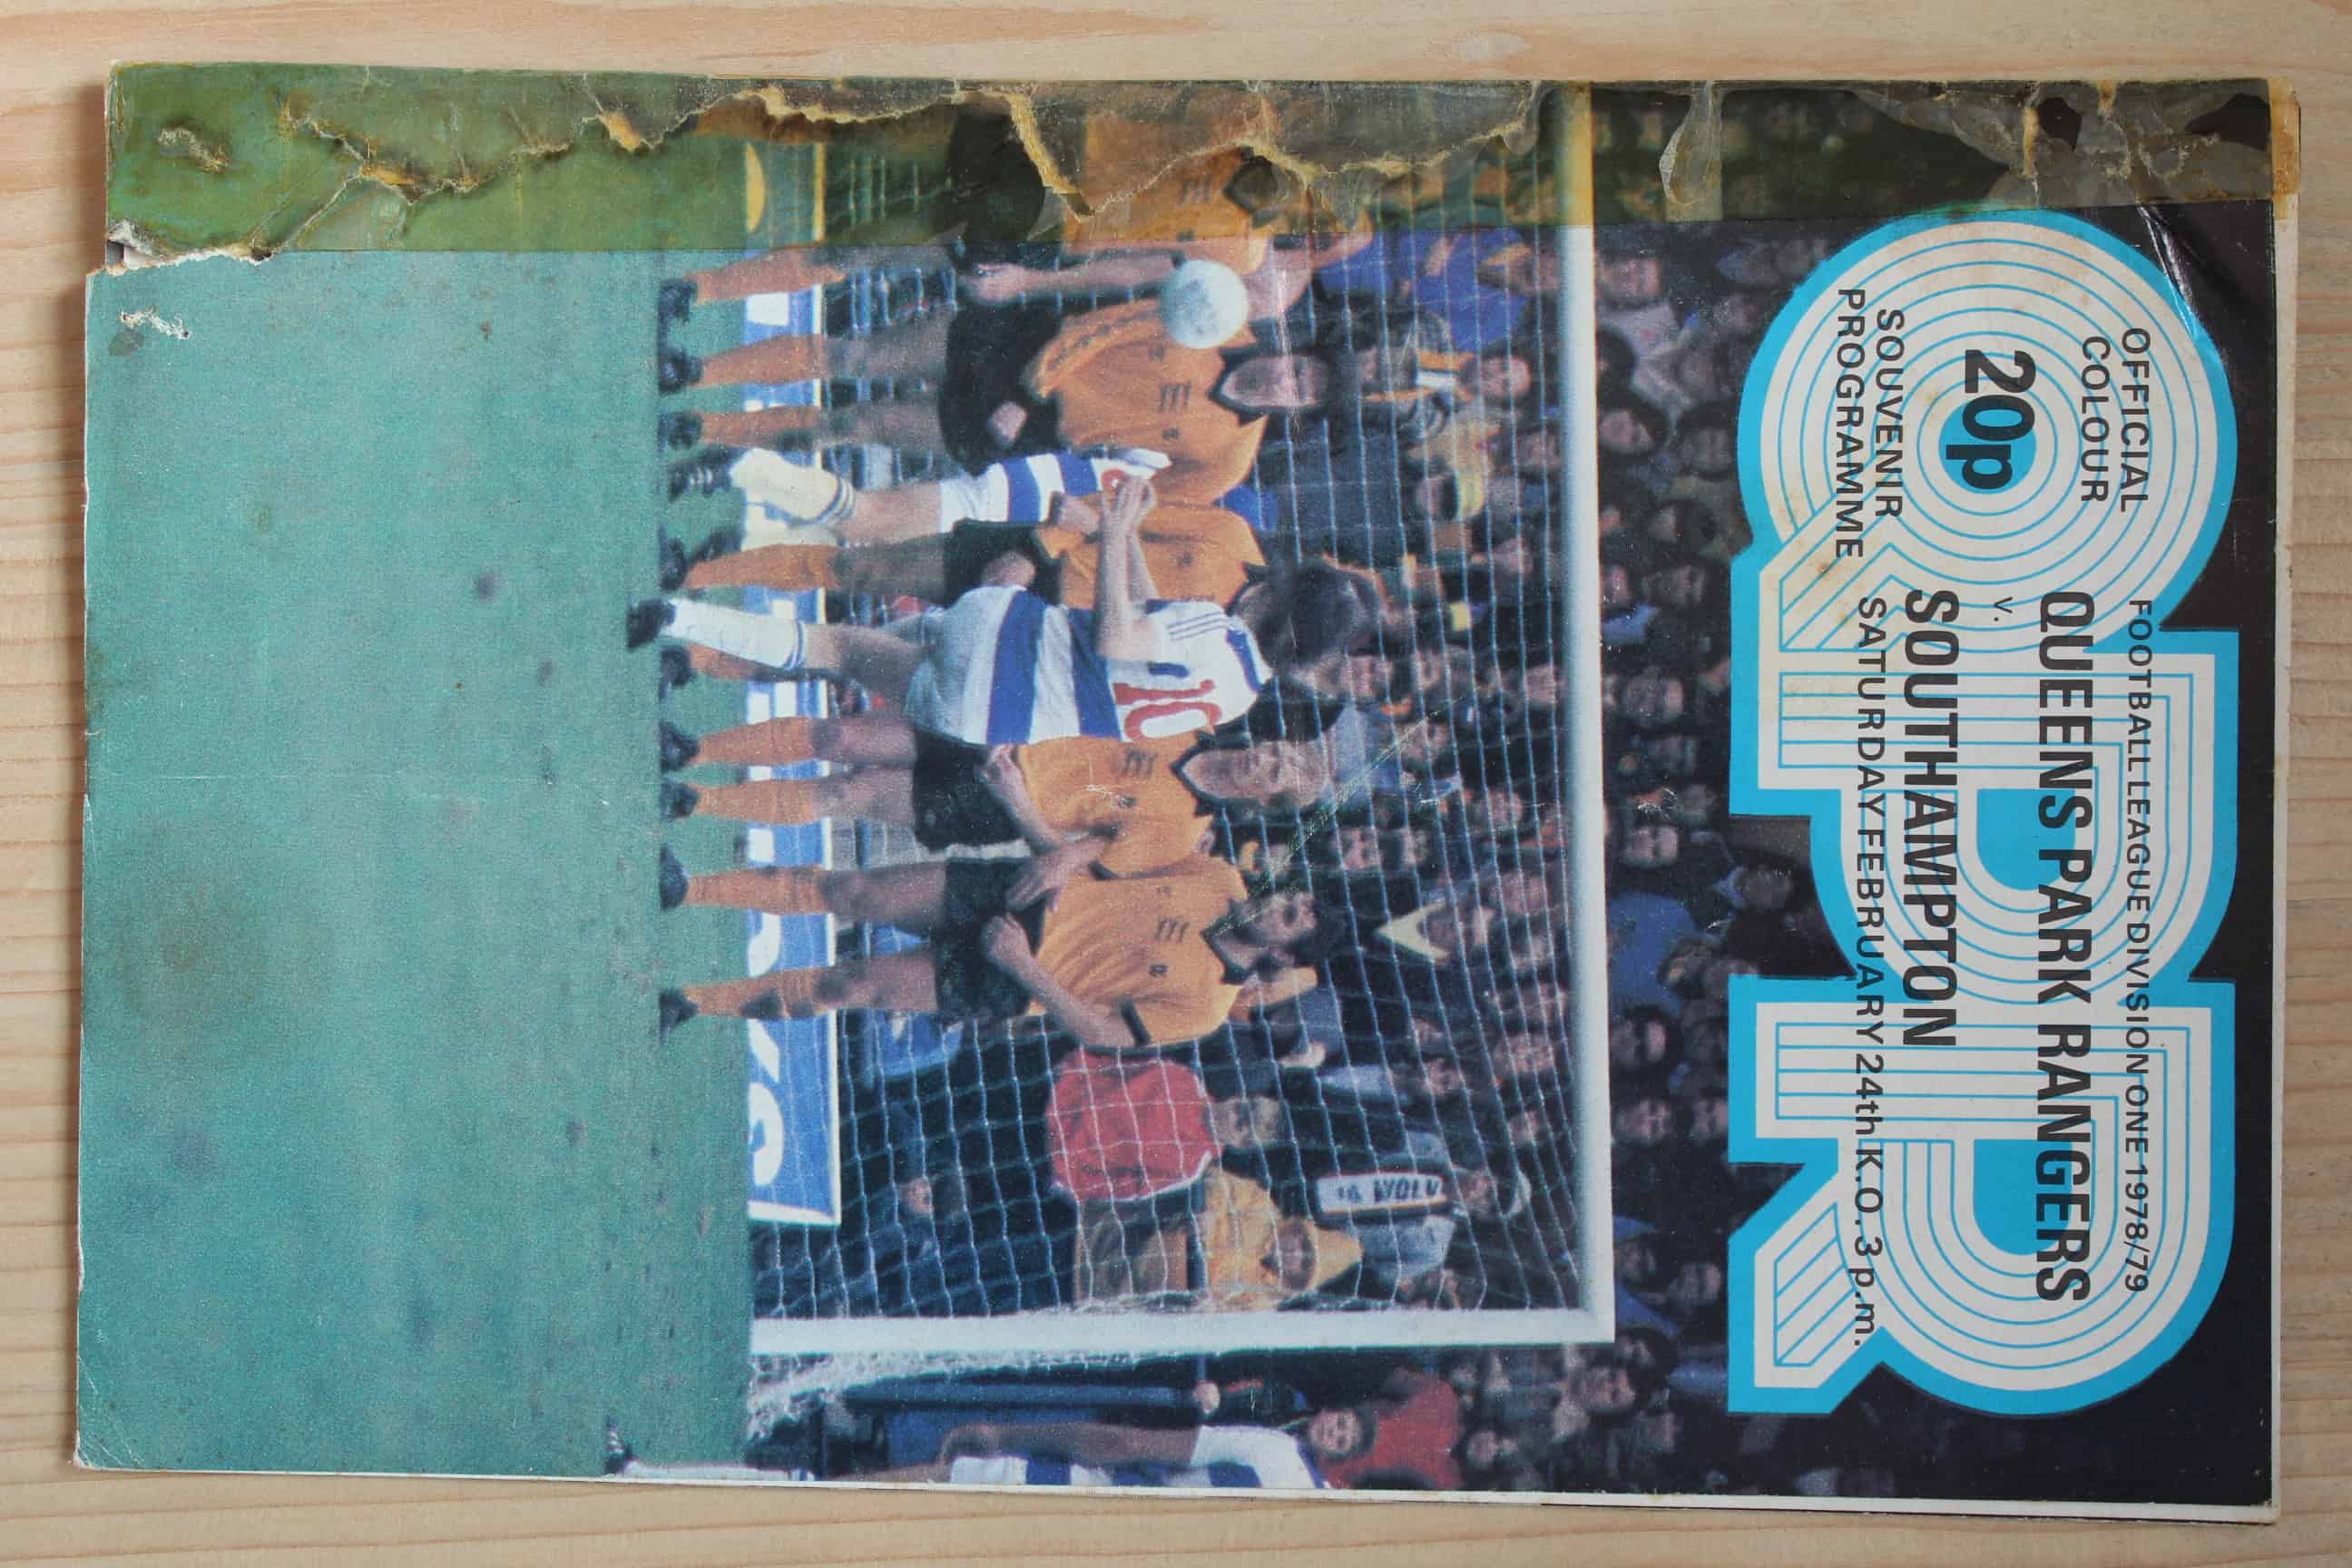 OFFICIAL
COLOUR
20p
SOUVENIR
PROGRAMME
FOOTBALL LEAGUE DIVISION ONE 1978/79
QUEENS PARK RANGERS
v.
SOUTHAMPTON
SATURDAY FEBRUARY 24th K.O. 3 p.m.
QPR
10